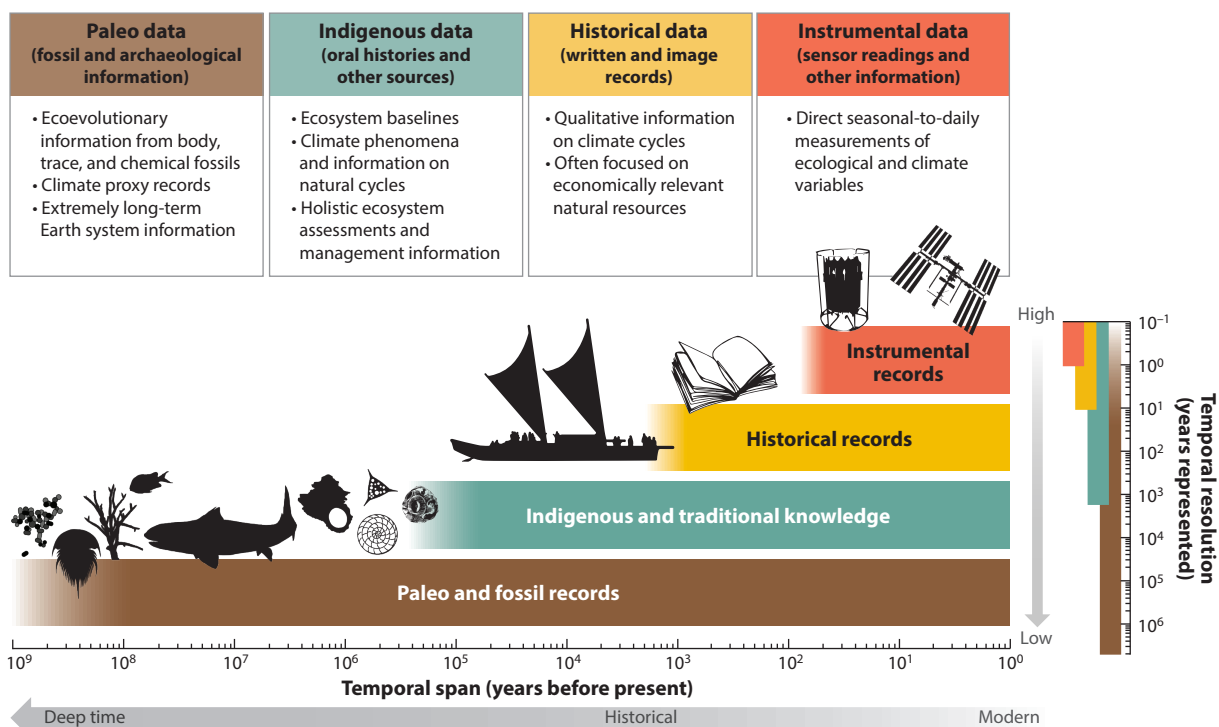 Paleo data
(fossil and archaeological
information)
• Ecoevolutionary
information from body,
trace, and chemical fossils
• Climate proxy records
• Extremely long-term
Earth system information
Indigenous data
(oral histories and
other sources)
• Ecosystem baselines
• Climate phenomena
and information on
natural cycles
• Holistic ecosystem
assessments and
management information
Historical data
(written and image
records)
• Qualitative information
on climate cycles
• Often focused on
economically relevant
natural resources
Instrumental data
(sensor readings and
other information)
• Direct seasonal-to-daily
measurements of
ecological and climate
variables
Instrumental
records
Historical records
Indigenous and traditional knowledge
Paleo and fossil records
10⁹ 10⁸ 10⁷ 10⁶ 10⁵ 10⁴ 10³ 10² 10¹ 10⁰
Temporal span (years before present)
Deep time Historical Modern
High
Low
10⁻¹
10⁰
10¹
10²
10³
10⁴
10⁵
10⁶
Temporal resolution
(years represented)